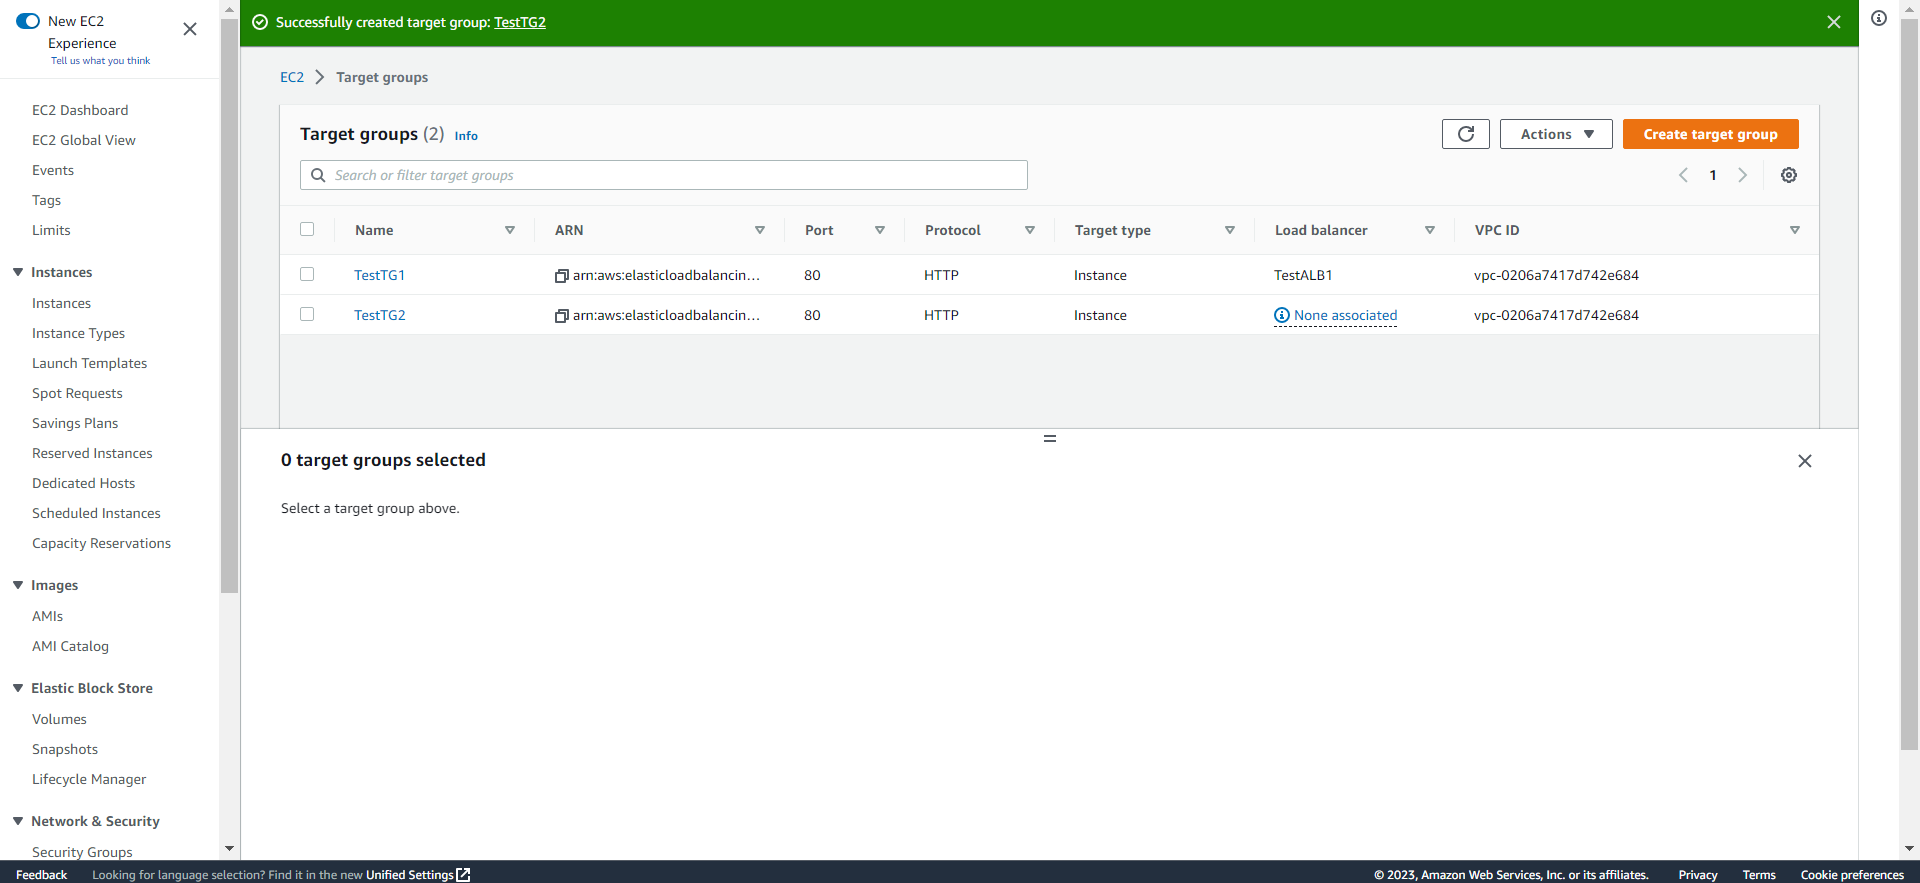 New EC2
Experience
Tell us what you think
EC2 Dashboard
EC2 Global View
Events
Tags
Limits
Instances
Instances
Instance Types
Launch Templates
Spot Requests
Savings Plans
Reserved Instances
Dedicated Hosts
Scheduled Instances
Capacity Reservations
Images
AMIs
AMI Catalog
Elastic Block Store
Volumes
Snapshots
Lifecycle Manager
Network & Security
Security Groups
Successfully created target group: TestTG2
EC2 Target groups
Target groups (2) Info
Actions
Create target group
Search or filter target groups
1
Name ARN Port Protocol Target type Load balancer VPC ID
TestTG1 arn:aws:elasticloadbalancin... 80 HTTP Instance TestALB1 vpc-0206a7417d742e684
TestTG2 arn:aws:elasticloadbalancin... 80 HTTP Instance None associated vpc-0206a7417d742e684
0 target groups selected
Select a target group above.
Feedback Looking for language selection? Find it in the new Unified Settings © 2023, Amazon Web Services, Inc. or its affiliates. Privacy Terms Cookie preferences